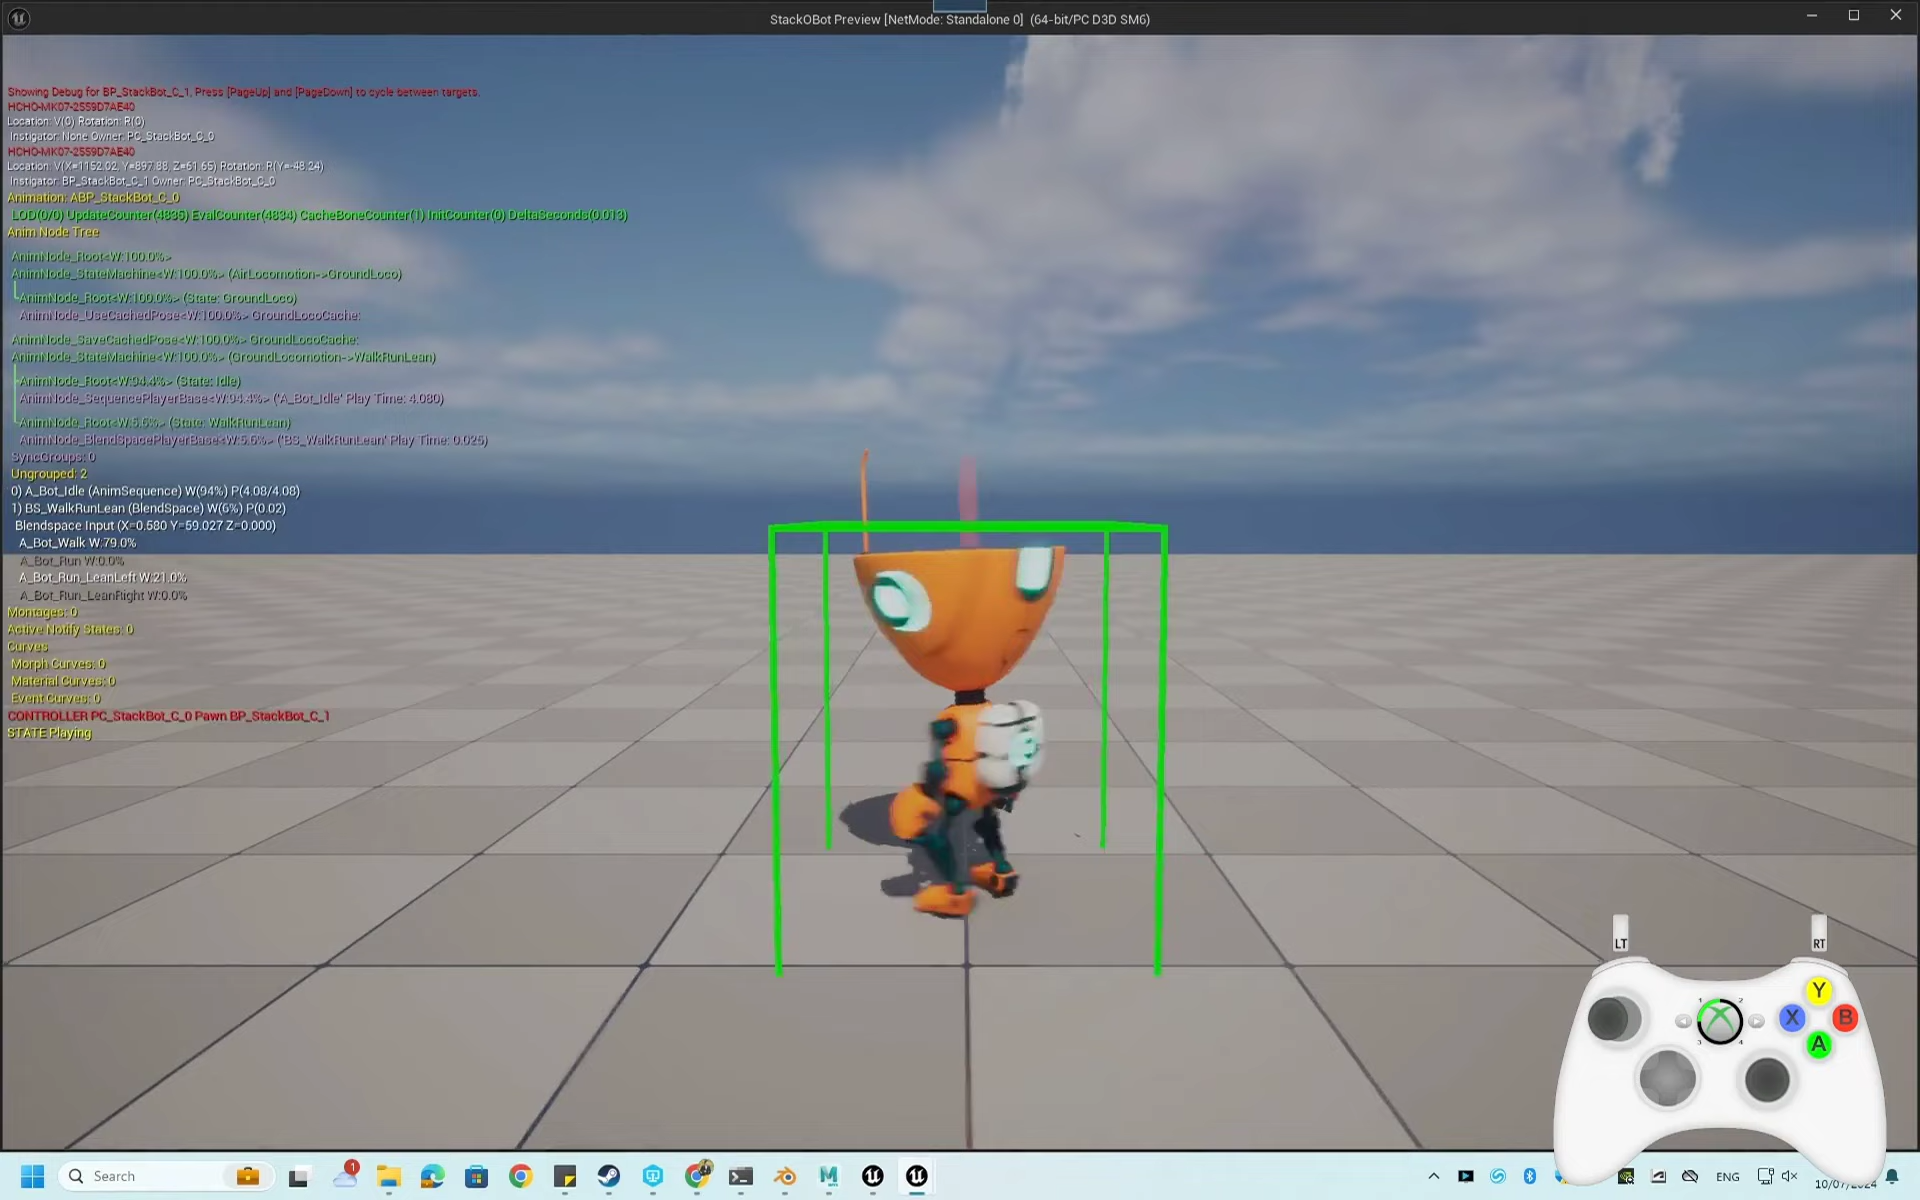 StackOBot Preview [NetMode: Standalone 0] (64-bit/PC D3D SM6)
Showing Debug for BP_StackBot_C_1, Press [PageUp] and [PageDown] to cycle between targets.
HCHO-MK07-2559D7AE40
Location: V(0) Rotation: R(0)
Instigator: None Owner: PC_StackBot_C_0
HCHO-MK07-2559D7AE40
Location: V(X=1152.02, Y=897.88, Z=61.65) Rotation: R(Y=-48.24)
Instigator: BP_StackBot_C_1 Owner: PC_StackBot_C_0
Animation: ABP_StackBot_C_0
LOD(0/0) UpdateCounter(4835) EvalCounter(4834) CacheBoneCounter(1) InitCounter(0) DeltaSeconds(0.013)
Anim Node Tree
AnimNode_Root<W:100.0%>
AnimNode_StateMachine<W:100.0%> (AirLocomotion->GroundLoco)
AnimNode_Root<W:100.0%> (State: GroundLoco)
AnimNode_UseCachedPose<W:100.0%> GroundLocoCache:
AnimNode_SaveCachedPose<W:100.0%> GroundLocoCache:
AnimNode_StateMachine<W:100.0%> (GroundLocomotion->WalkRunLean)
AnimNode_Root<W:94.4%> (State: Idle)
AnimNode_SequencePlayerBase<W:94.4%> ('A_Bot_Idle' Play Time: 4.080)
AnimNode_Root<W:5.6%> (State: WalkRunLean)
AnimNode_BlendSpacePlayerBase<W:5.6%> ('BS_WalkRunLean' Play Time: 0.025)
SyncGroups: 0
Ungrouped: 2
0) A_Bot_Idle (AnimSequence) W(94%) P(4.08/4.08)
1) BS_WalkRunLean (BlendSpace) W(6%) P(0.02)
Blendspace Input (X=0.580 Y=59.027 Z=0.000)
A_Bot_Walk W:79.0%
A_Bot_Run W:0.0%
A_Bot_Run_LeanLeft W:21.0%
A_Bot_Run_LeanRight W:0.0%
Montages: 0
Active Notify States: 0
Curves
Morph Curves: 0
Material Curves: 0
Event Curves: 0
CONTROLLER PC_StackBot_C_0 Pawn BP_StackBot_C_1
STATE Playing
LT RT
Y
X B
A
1 2
3 4
Search
1
ENG
10/07/2024